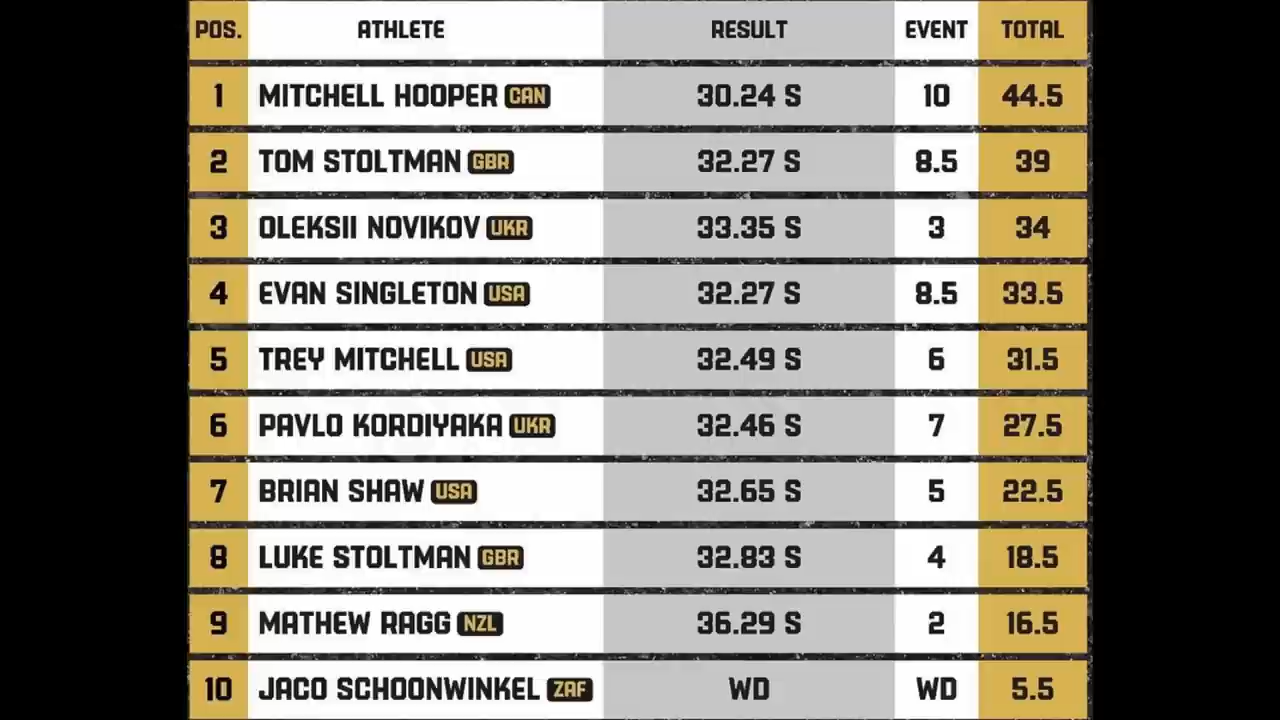 POS. ATHLETE RESULT EVENT TOTAL
1 MITCHELL HOOPER CAN 30.24 S 10 44.5
2 TOM STOLTMAN GBR 32.27 S 8.5 39
3 OLEKSII NOVIKOV UKR 33.35 S 3 34
4 EVAN SINGLETON USA 32.27 S 8.5 33.5
5 TREY MITCHELL USA 32.49 S 6 31.5
6 PAVLO KORDIYAKA UKR 32.46 S 7 27.5
7 BRIAN SHAW USA 32.65 S 5 22.5
8 LUKE STOLTMAN GBR 32.83 S 4 18.5
9 MATHEW RAGG NZL 36.29 S 2 16.5
10 JACO SCHOONWINKEL ZAF WD WD 5.5